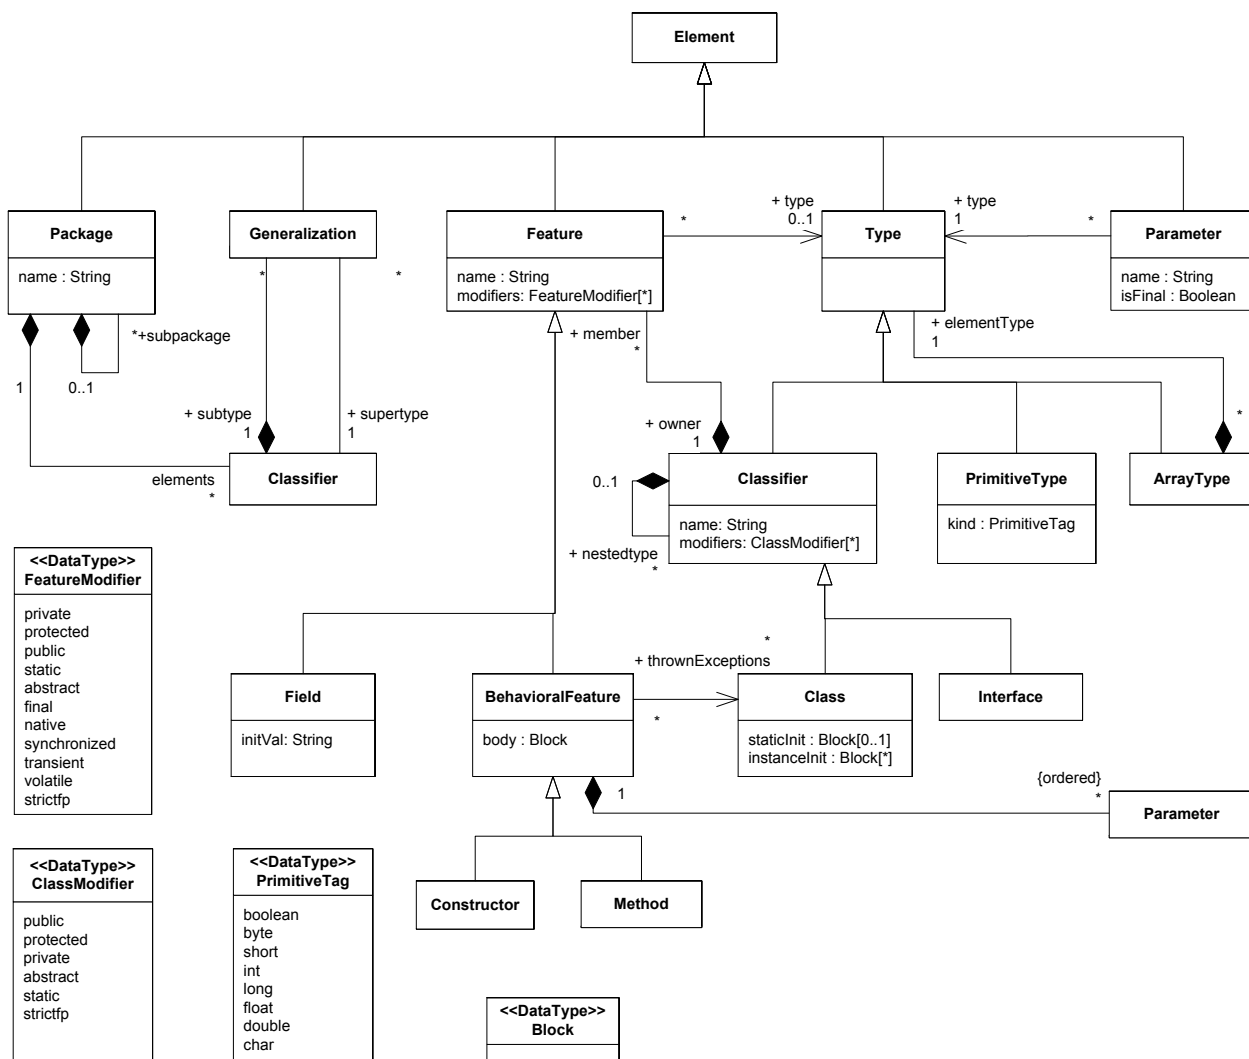 Element
Package
name : String
Generalization
Feature
name : String
modifiers: FeatureModifier[*]
Type
Parameter
name : String
isFinal : Boolean
*
+ type
0..1
+ type
1
*
*
*
*+subpackage
1
0..1
+ member
*
+ elementType
1
+ subtype
1
+ supertype
1
+ owner
1
*
elements
*
Classifier
0..1
Classifier
name: String
modifiers: ClassModifier[*]
+ nestedtype
*
PrimitiveType
kind : PrimitiveTag
ArrayType
<<DataType>>
FeatureModifier
private
protected
public
static
abstract
final
native
synchronized
transient
volatile
strictfp
*
+ thrownExceptions
*
Field
initVal: String
BehavioralFeature
body : Block
Class
staticInit : Block[0..1]
instanceInit : Block[*]
Interface
1
{ordered}
*
Parameter
Constructor
Method
<<DataType>>
ClassModifier
public
protected
private
abstract
static
strictfp
<<DataType>>
PrimitiveTag
boolean
byte
short
int
long
float
double
char
<<DataType>>
Block